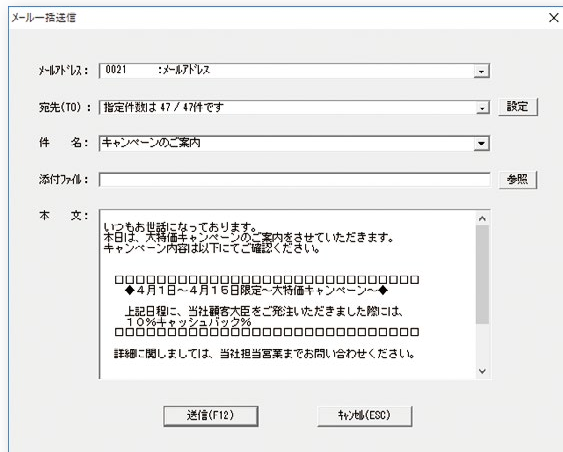 メール一括送信
ﾒｰﾙｱﾄﾞﾚｽ： 0021 :ﾒｰﾙｱﾄﾞﾚｽ
宛先(TO)： 指定件数は 47 / 47件です 設定
件　名： キャンペーンのご案内
添付ﾌｧｲﾙ： 参照
本　文：
いつもお世話になっております。
本日は、大特価キャンペーンのご案内をさせていただきます。
キャンペーン内容は以下にてご確認ください。
□□□□□□□□□□□□□□□□□□□□□□□□□□□□□
◆４月１日～４月１６日限定～大特価キャンペーン～◆
上記日程に、当社顧客大臣をご発注いただきました際には、
１０％キャッシュバック％
□□□□□□□□□□□□□□□□□□□□□□□□□□□□□
詳細に関しましては、当社担当営業までお問い合わせください。
送信(F12) ｷｬﾝｾﾙ(ESC)